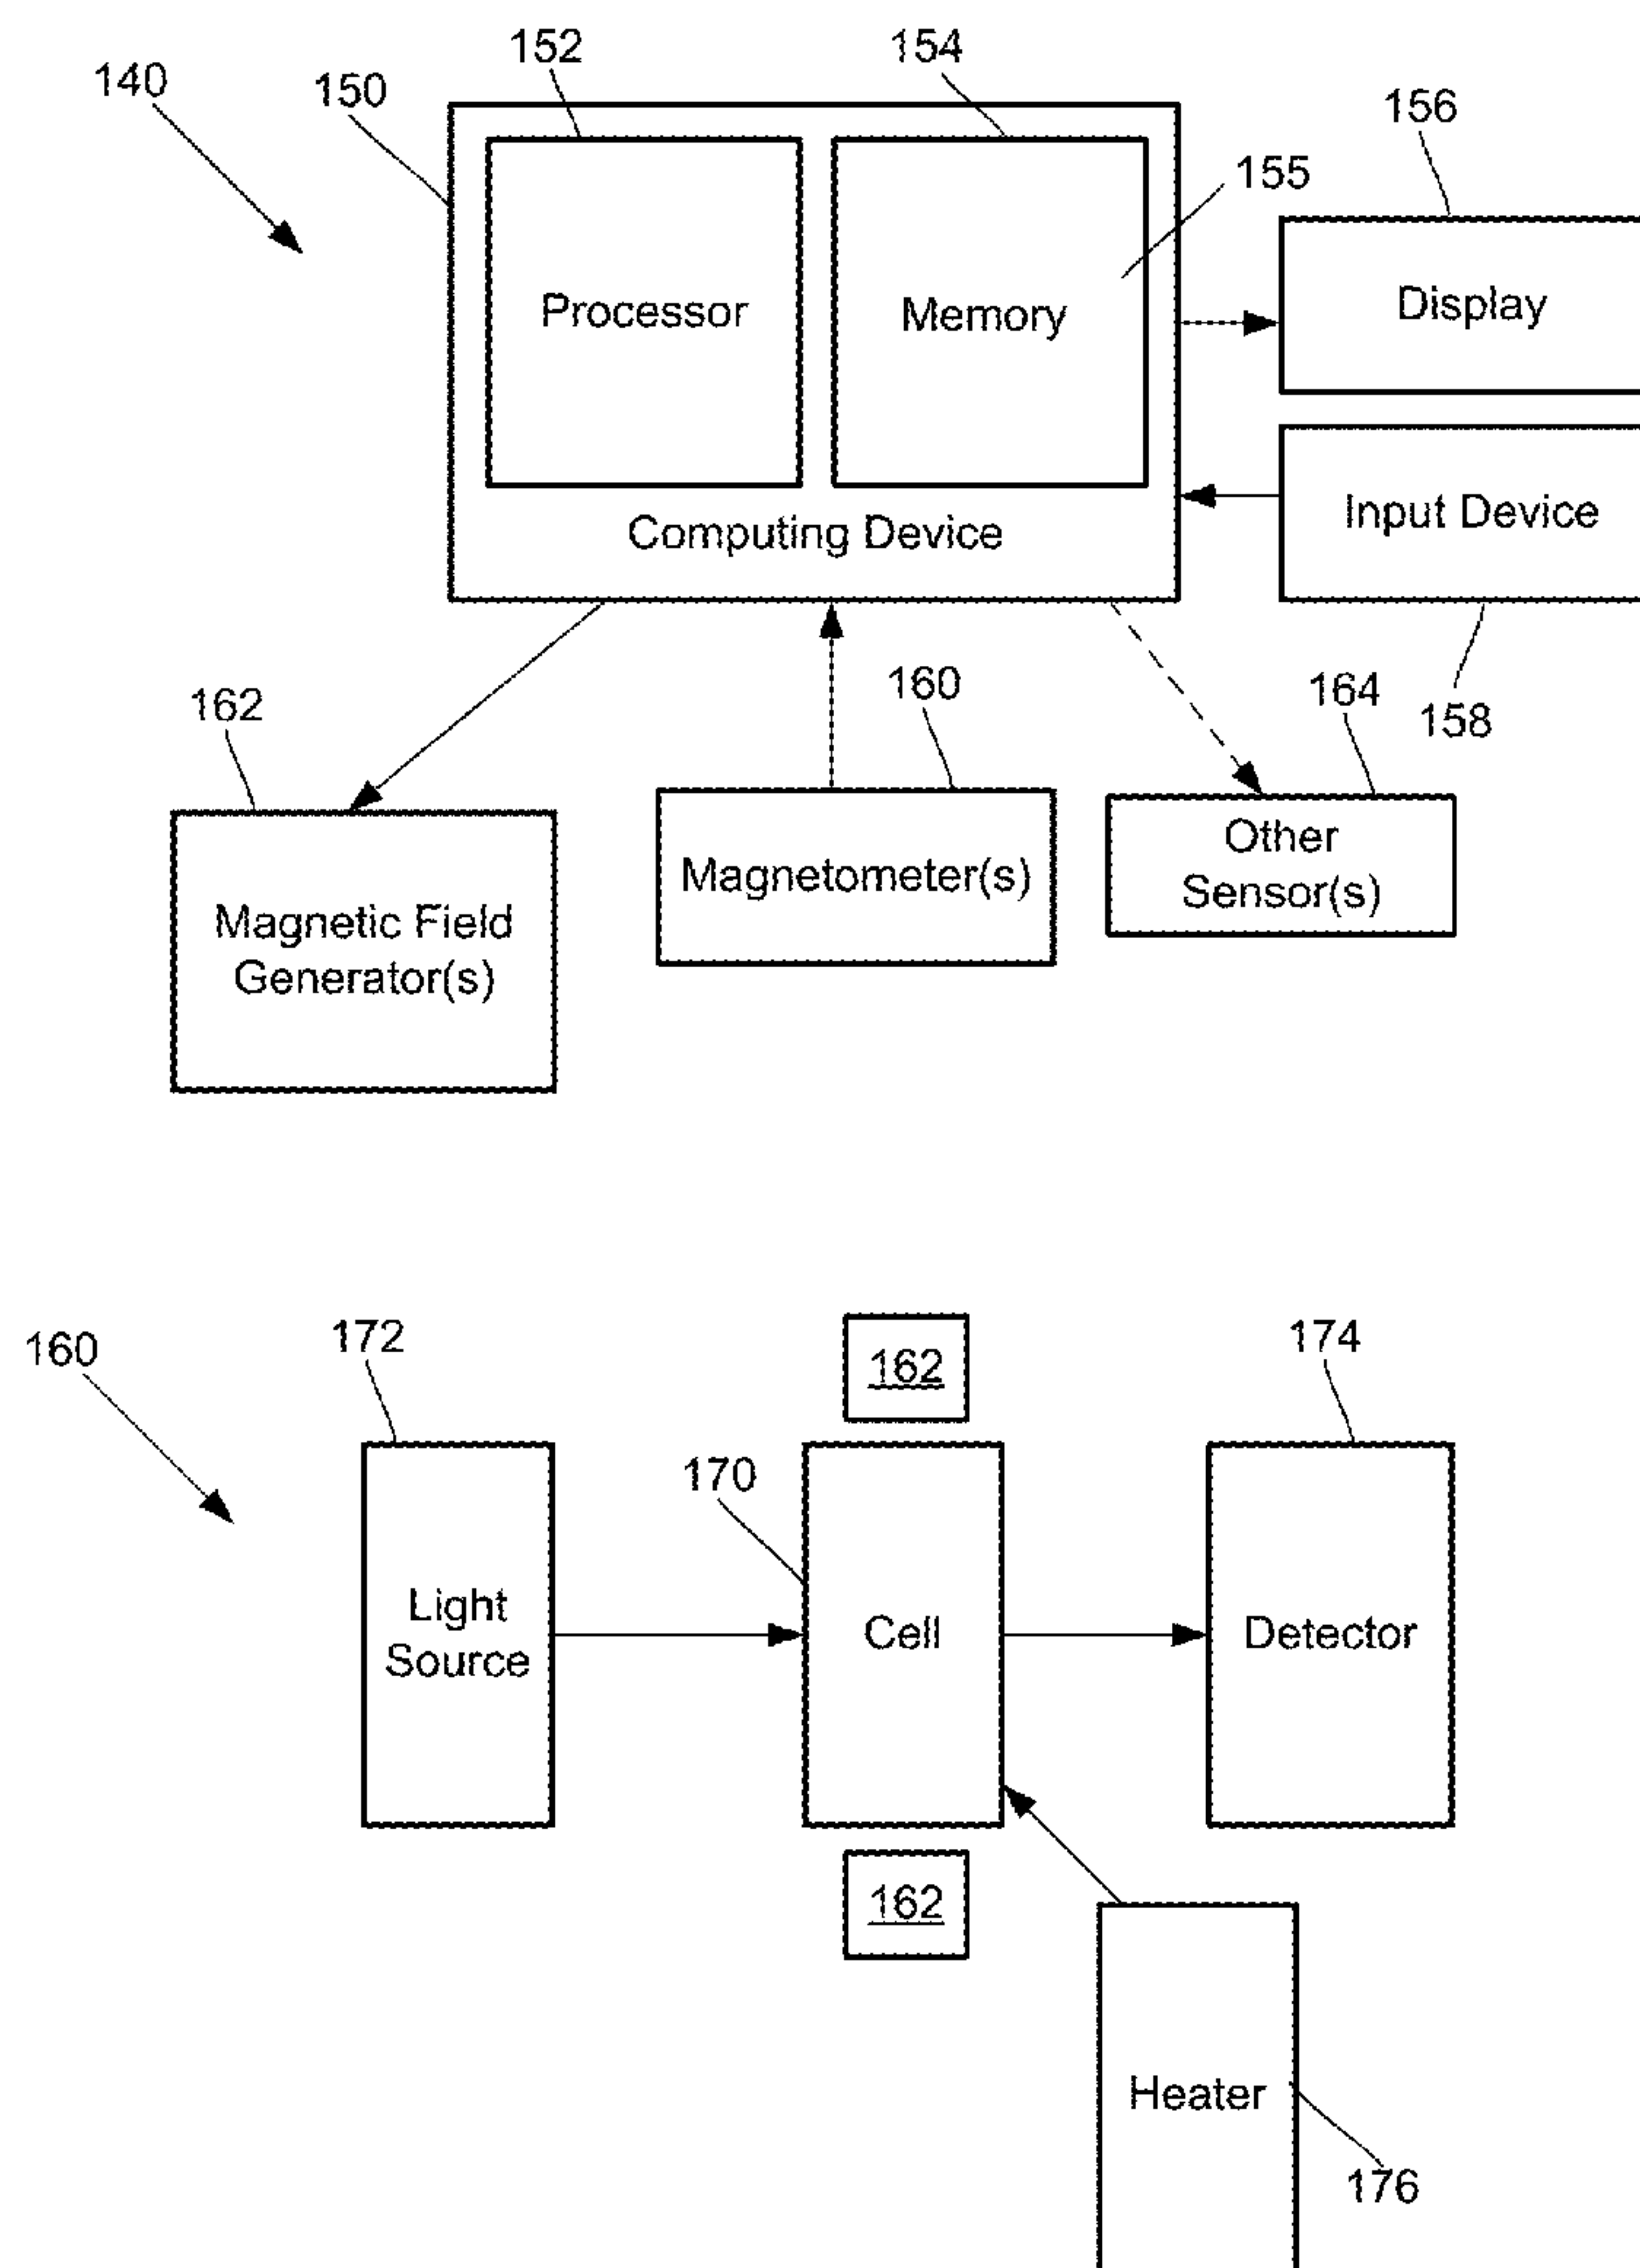 152
154
140
150
156
155
Processor
Memory
Display
Input Device
Computing Device
162
160
164
158
Magnetic Field
Generator(s)
Magnetometer(s)
Other
Sensor(s)
160
172
162
174
170
Light
Source
Cell
Detector
162
Heater
176